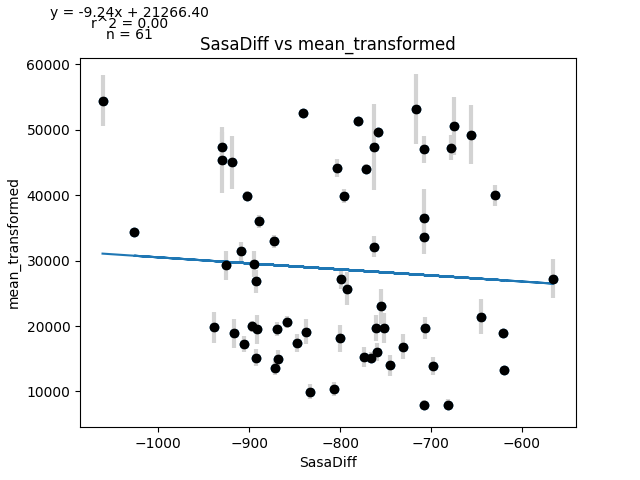 y = -9.24x + 21266.40
r^2 = 0.00
n = 61
SasaDiff vs mean_transformed
60000
50000
40000
30000
20000
10000
mean_transformed
−1000
−900
−800
−700
−600
SasaDiff